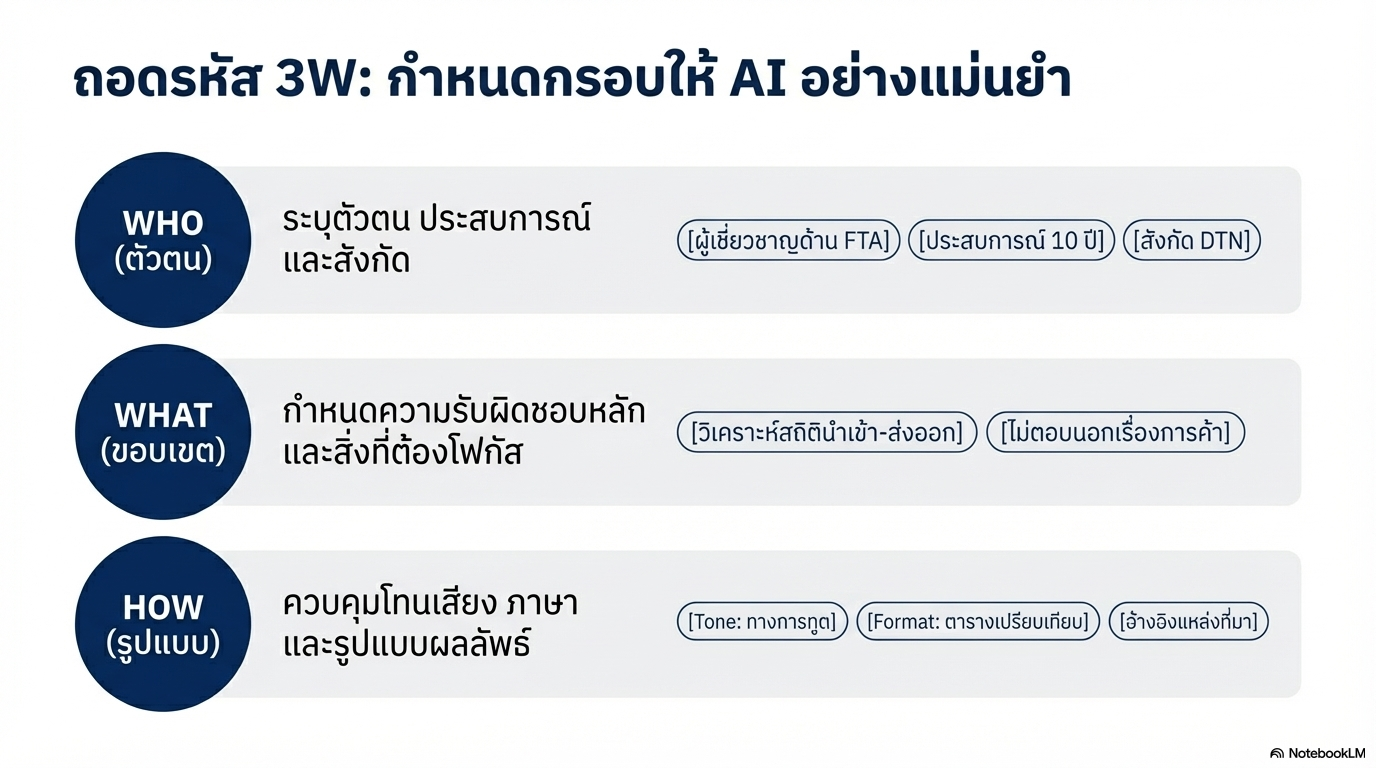 ถอดรหัส 3W: กำหนดกรอบให้ AI อย่างแม่นยำ
WHO
(ตัวตน)
ระบุตัวตน ประสบการณ์
และสังกัด
[ผู้เชี่ยวชาญด้าน FTA] [ประสบการณ์ 10 ปี] [สังกัด DTN]
WHAT
(ขอบเขต)
กำหนดความรับผิดชอบหลัก
และสิ่งที่ต้องโฟกัส
[วิเคราะห์สถิตินำเข้า-ส่งออก] [ไม่ตอบนอกเรื่องการค้า]
HOW
(รูปแบบ)
ควบคุมโทนเสียง ภาษา
และรูปแบบผลลัพธ์
[Tone: ทางการทูต] [Format: ตารางเปรียบเทียบ] [อ้างอิงแหล่งที่มา]
NotebookLM